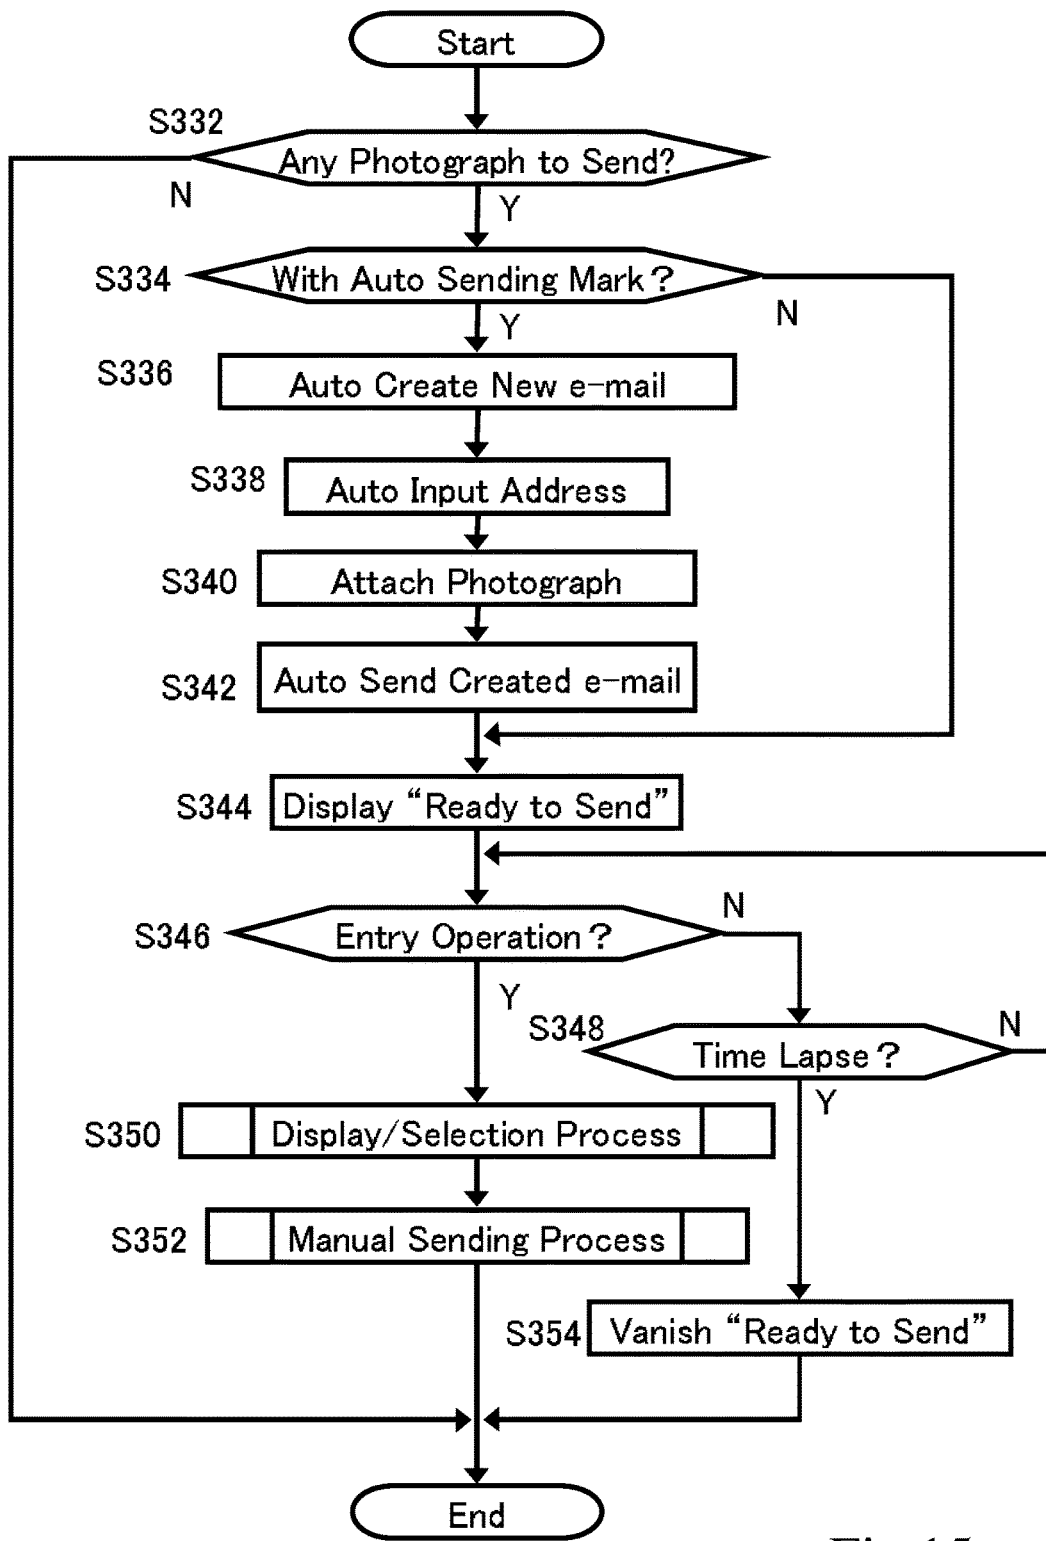 Start
S332
Any Photograph to Send?
N
Y
S334
With Auto Sending Mark?
N
Y
S336
Auto Create New e-mail
S338
Auto Input Address
S340
Attach Photograph
S342
Auto Send Created e-mail
S344
Display “Ready to Send”
S346
Entry Operation?
N
Y
S348
Time Lapse?
N
Y
S350
Display/Selection Process
S352
Manual Sending Process
S354
Vanish “Ready to Send”
End